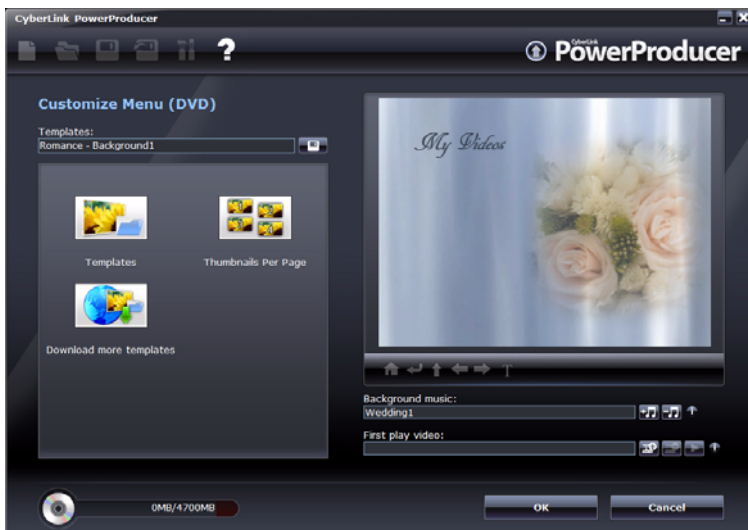 CyberLink PowerProducer
?
CyberLink
PowerProducer
Customize Menu (DVD)
Templates:
Romance - Background1
Templates
Thumbnails Per Page
Download more templates
My Videos
T
Background music:
Wedding1
First play video:
0MB/4700MB
OK
Cancel